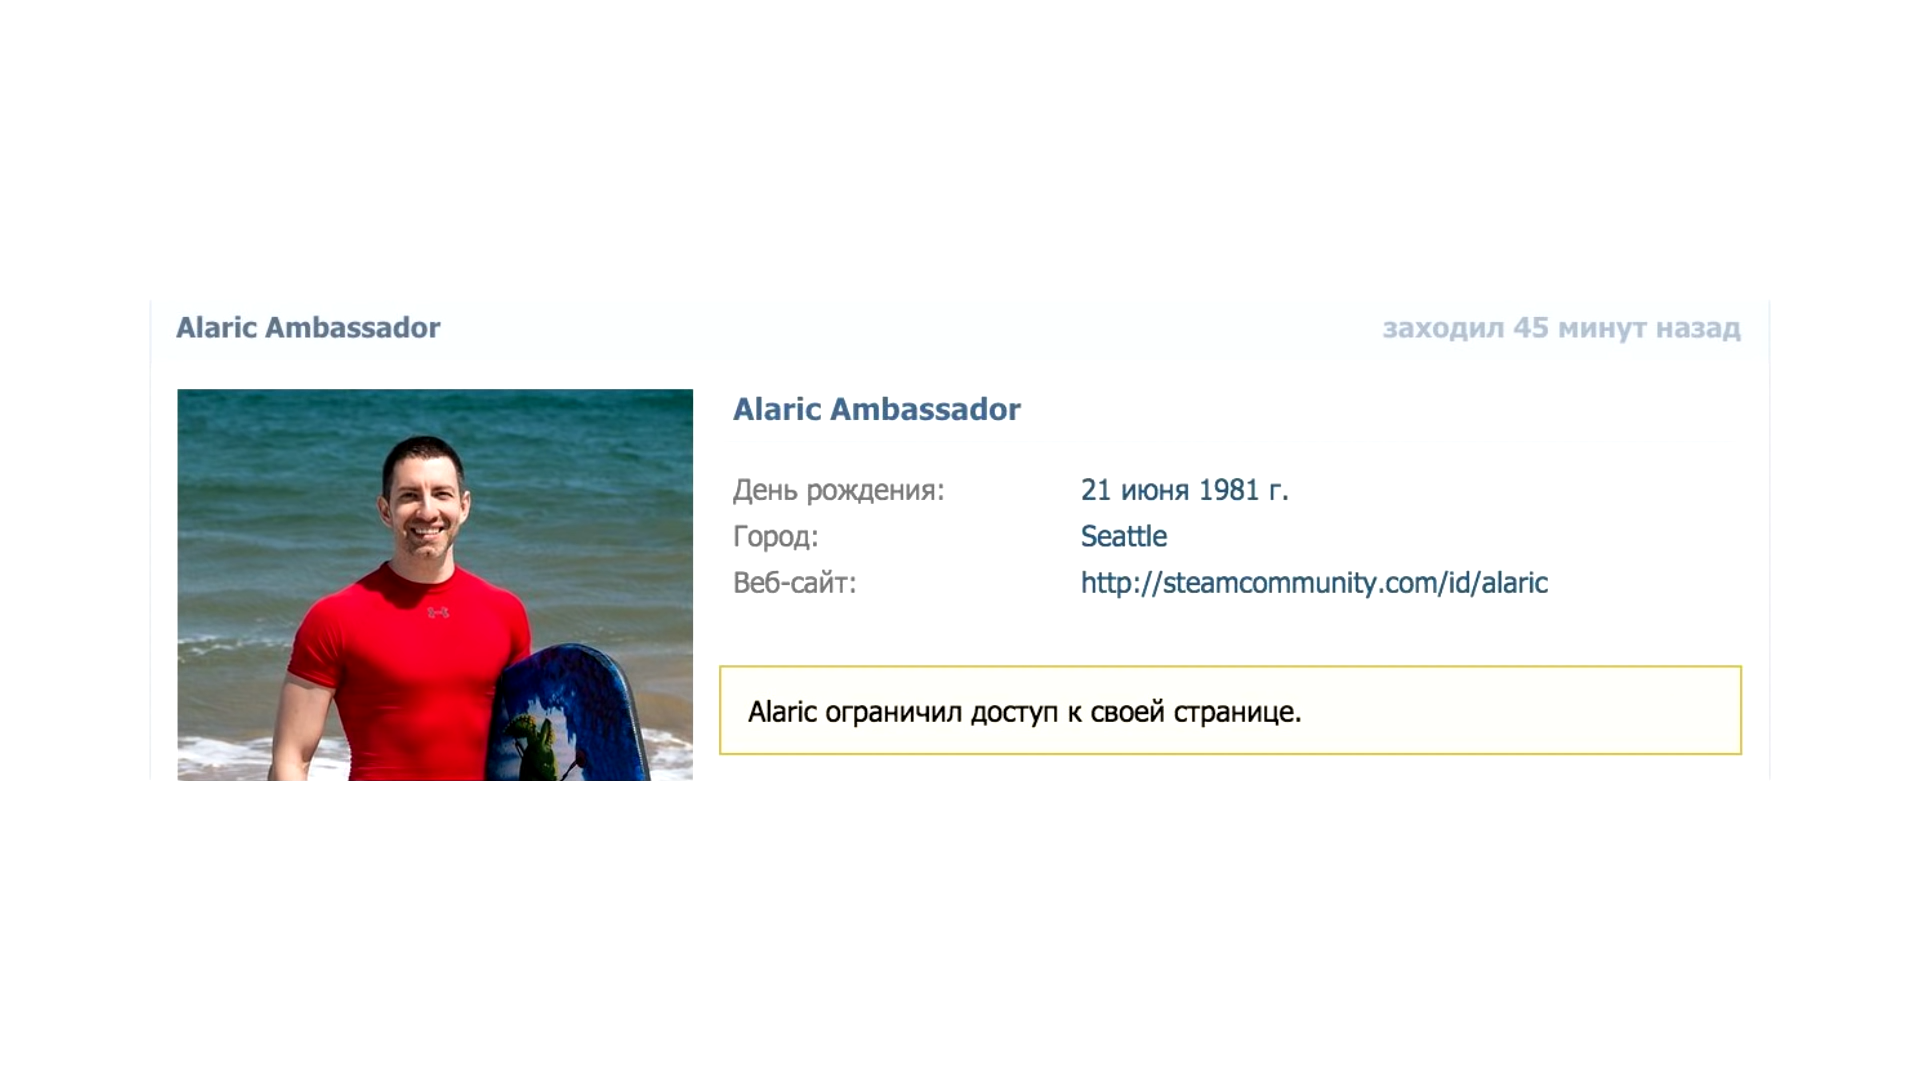 Alaric Ambassador
заходил 45 минут назад
Alaric Ambassador
День рождения: 21 июня 1981 г.
Город: Seattle
Веб-сайт: http://steamcommunity.com/id/alaric
Alaric ограничил доступ к своей странице.